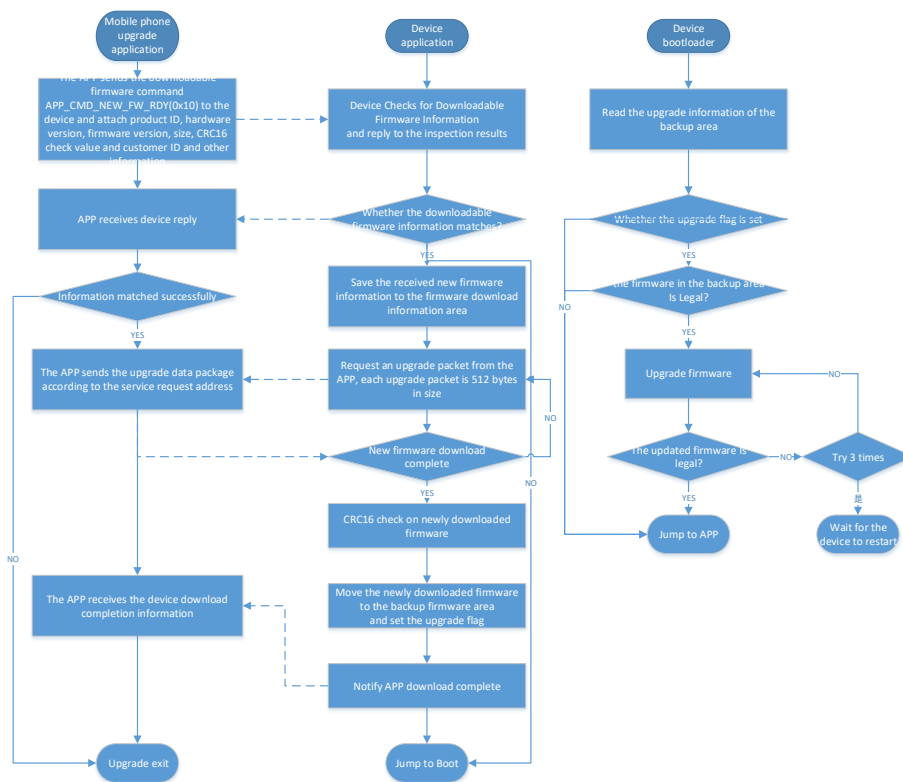 Mobile phone
upgrade
application
The APP sends the downloadable
firmware command
APP_CMD_NEW_FW_RDY(0x10) to the
device and attach product ID, hardware
version, firmware version, size, CRC16
check value and customer ID and other
information
APP receives device reply
Information matched successfully
YES
The APP sends the upgrade data package
according to the service request address
NO
The APP receives the device download
completion information
Upgrade exit
Device
application
Device Checks for Downloadable
Firmware Information
and reply to the inspection results
Whether the downloadable
firmware information matches?
YES
Save the received new firmware
information to the firmware download
information area
Request an upgrade packet from the
APP, each upgrade packet is 512 bytes
in size
NO
New firmware download
complete
NO
YES
CRC16 check on newly downloaded
firmware
Move the newly downloaded firmware
to the backup firmware area
and set the upgrade flag
Notify APP download complete
Jump to Boot
Device
bootloader
Read the upgrade information of the
backup area
Whether the upgrade flag is set
YES
the firmware in the backup area
Is Legal?
NO
YES
Upgrade firmware
NO
The updated firmware is
legal?
NO
Try 3 times
YES
是
Jump to APP
Wait for the
device to restart